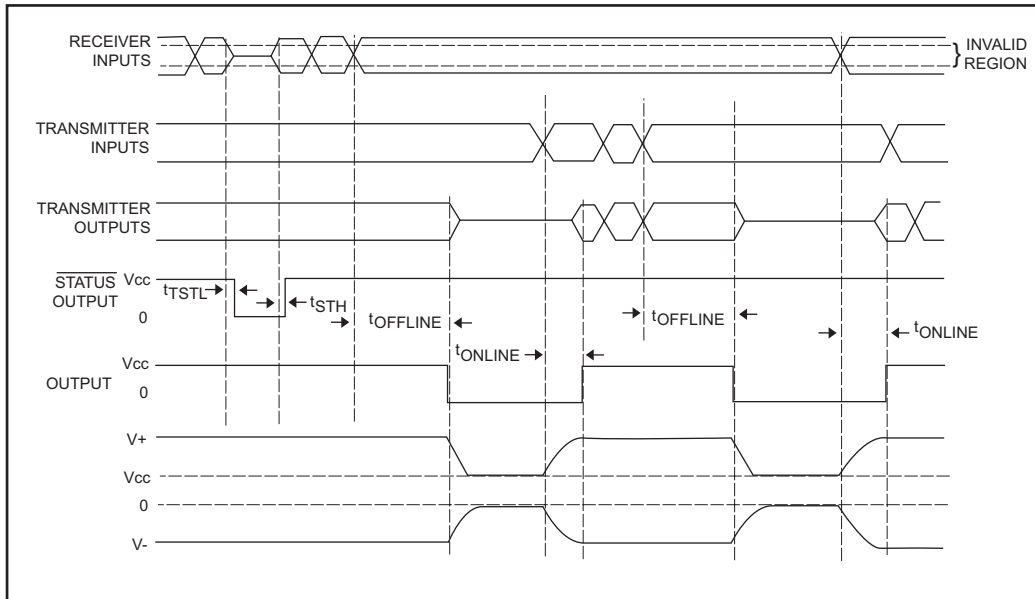 RECEIVER
INPUTS
INVALID
REGION
TRANSMITTER
INPUTS
TRANSMITTER
OUTPUTS
STATUS
OUTPUT
Vcc
0
tTSTL
tSTH
tOFFLINE
tOFFLINE
tONLINE
tONLINE
OUTPUT
Vcc
0
V+
Vcc
0
V-